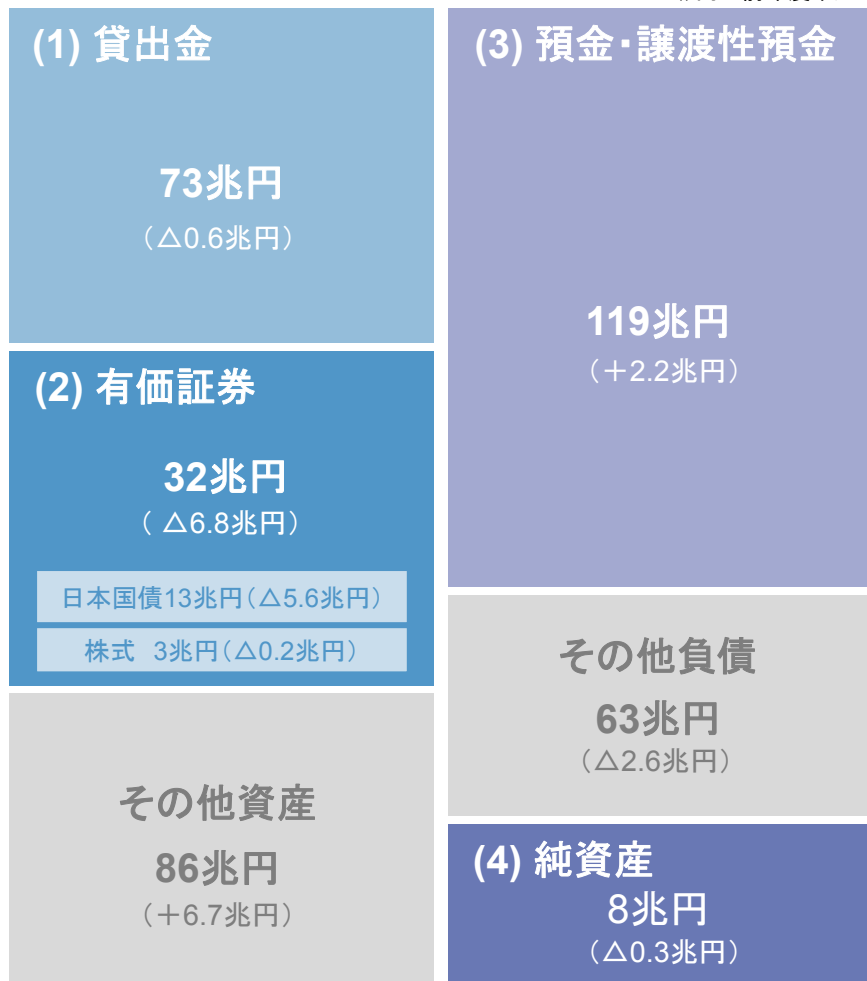 (1) 貸出金
73兆円
（△0.6兆円）
(2) 有価証券
32兆円
（ △6.8兆円）
日本国債13兆円（△5.6兆円）
株式 3兆円（△0.2兆円）
その他資産
86兆円
（＋6.7兆円）
(3) 預金・譲渡性預金
119兆円
（＋2.2兆円）
その他負債
63兆円
（△2.6兆円）
(4) 純資産
8兆円
（△0.3兆円）